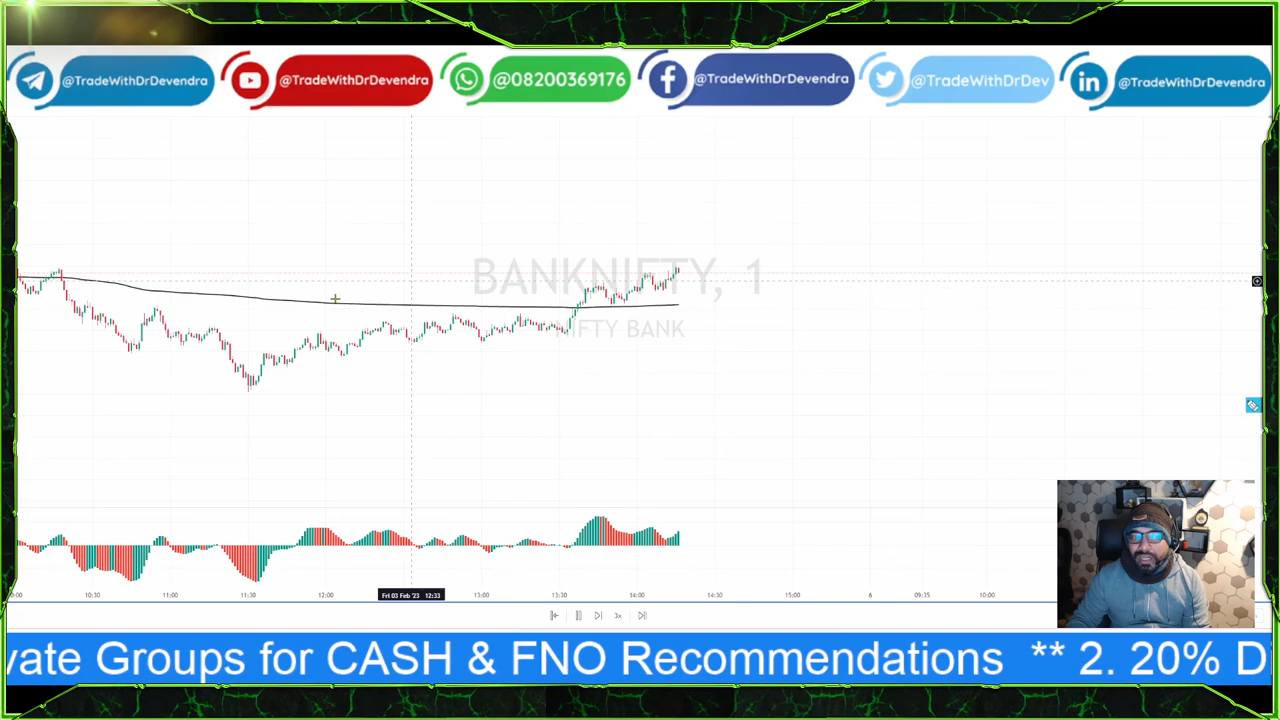 @TradeWithDrDevendra
@TradeWithDrDevendra
@08200369176
@TradeWithDrDevendra
@TradeWithDrDev
@TradeWithDrDevendra
BANKNIFTY, 1
NIFTY BANK
10:30 11:00 11:30 12:00 Fri 03 Feb '23 12:33 13:00 13:30 14:00 14:30 15:00 6 09:35 10:00
3x
vate Groups for CASH & FNO Recommendations ** 2. 20% D